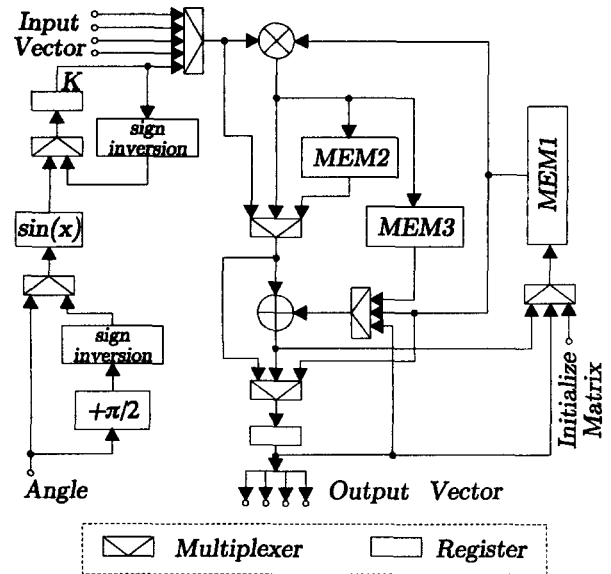 Input
Vector
K
sign
inversion
MEM2
MEM1
sin(x)
MEM3
sign
inversion
+π/2
Initialize
Matrix
Angle
Output Vector
Multiplexer
Register